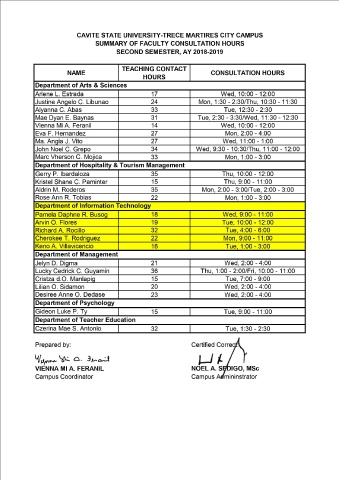 CAVITE STATE UNIVERSITY-TRECE MARTIRES CITY CAMPUS
SUMMARY OF FACULTY CONSULTATION HOURS
SECOND SEMESTER, AY 2018-2019
NAME TEACHING CONTACT HOURS CONSULTATION HOURS
Department of Arts & Sciences
Arlene L. Estrada 17 Wed, 10:00 - 12:00
Justine Angelo C. Libunao 24 Mon, 1:30 - 2:30/Thu, 10:30 - 11:30
Alyanna C. Abas 33 Tue, 12:30 - 2:30
Mae Dyan E. Baynas 31 Tue, 2:30 - 3:30/Wed, 11:30 - 12:30
Vienna Mi A. Feranil 14 Wed, 10:00 - 12:00
Eva F. Hernandez 27 Mon, 2:00 - 4:00
Ms. Angia J. Vito 27 Wed, 11:00 - 1:00
John Noel C. Grepo 34 Wed, 9:30 - 10:30/Thu, 11:00 - 12:00
Marc Vherson C. Mojica 33 Mon, 1:00 - 3:00
Department of Hospitality & Tourism Management
Gerry P. Ibardaloza 35 Thu, 10:00 - 12:00
Kristel Shane C. Paminter 15 Thu, 9:00 - 11:00
Aldrin M. Roderos 35 Mon, 2:00 - 3:00/Tue, 2:00 - 3:00
Rose Ann R. Tobias 22 Mon, 1:00 - 3:00
Department of Information Technology
Pamela Daphne R. Busog 18 Wed, 9:00 - 11:00
Arvin O. Flores 19 Tue, 10:00 - 12:00
Richard A. Rocillo 32 Tue, 4:00 - 6:00
Cherokee T. Rodriguez 22 Mon, 9:00 - 11:00
Keno A. Villavicencio 18 Tue, 1:00 - 3:00
Department of Management
Jelyn D. Digma 21 Wed, 2:00 - 4:00
Lucky Cedrick C. Guyamin 36 Thu, 1:00 - 2:00/Fri, 10:00 - 11:00
Cristza d.O. Manlapig 15 Tue, 7:00 - 9:00
Lilian O. Sidamon 20 Wed, 2:00 - 4:00
Desiree Anne O. Dedase 23 Wed, 2:00 - 4:00
Department of Psychology
Gideon Luke P. Ty 15 Tue, 9:00 - 11:00
Department of Teacher Education
Czerina Mae S. Antonio 32 Tue, 1:30 - 2:30
Prepared by: Certified Correct:
VIENNA MI A. FERANIL NOEL A. SEDIGO, MSc
Campus Coordinator Campus Admininstrator